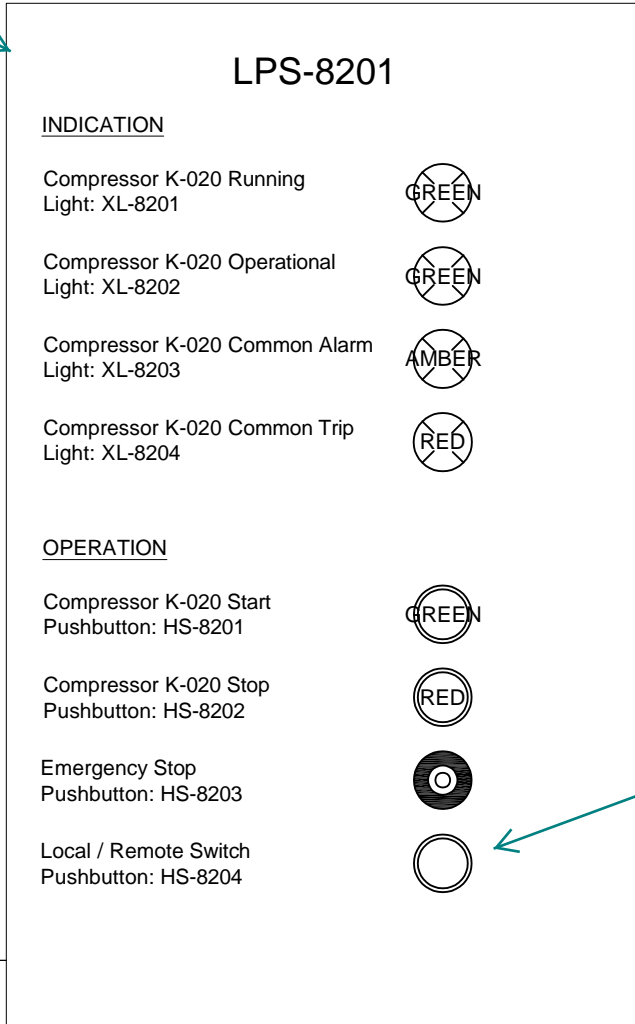 LPS-8201
INDICATION
Compressor K-020 Running
Light: XL-8201
GREEN
Compressor K-020 Operational
Light: XL-8202
GREEN
Compressor K-020 Common Alarm
Light: XL-8203
AMBER
Compressor K-020 Common Trip
Light: XL-8204
RED
OPERATION
Compressor K-020 Start
Pushbutton: HS-8201
GREEN
Compressor K-020 Stop
Pushbutton: HS-8202
RED
Emergency Stop
Pushbutton: HS-8203
Local / Remote Switch
Pushbutton: HS-8204